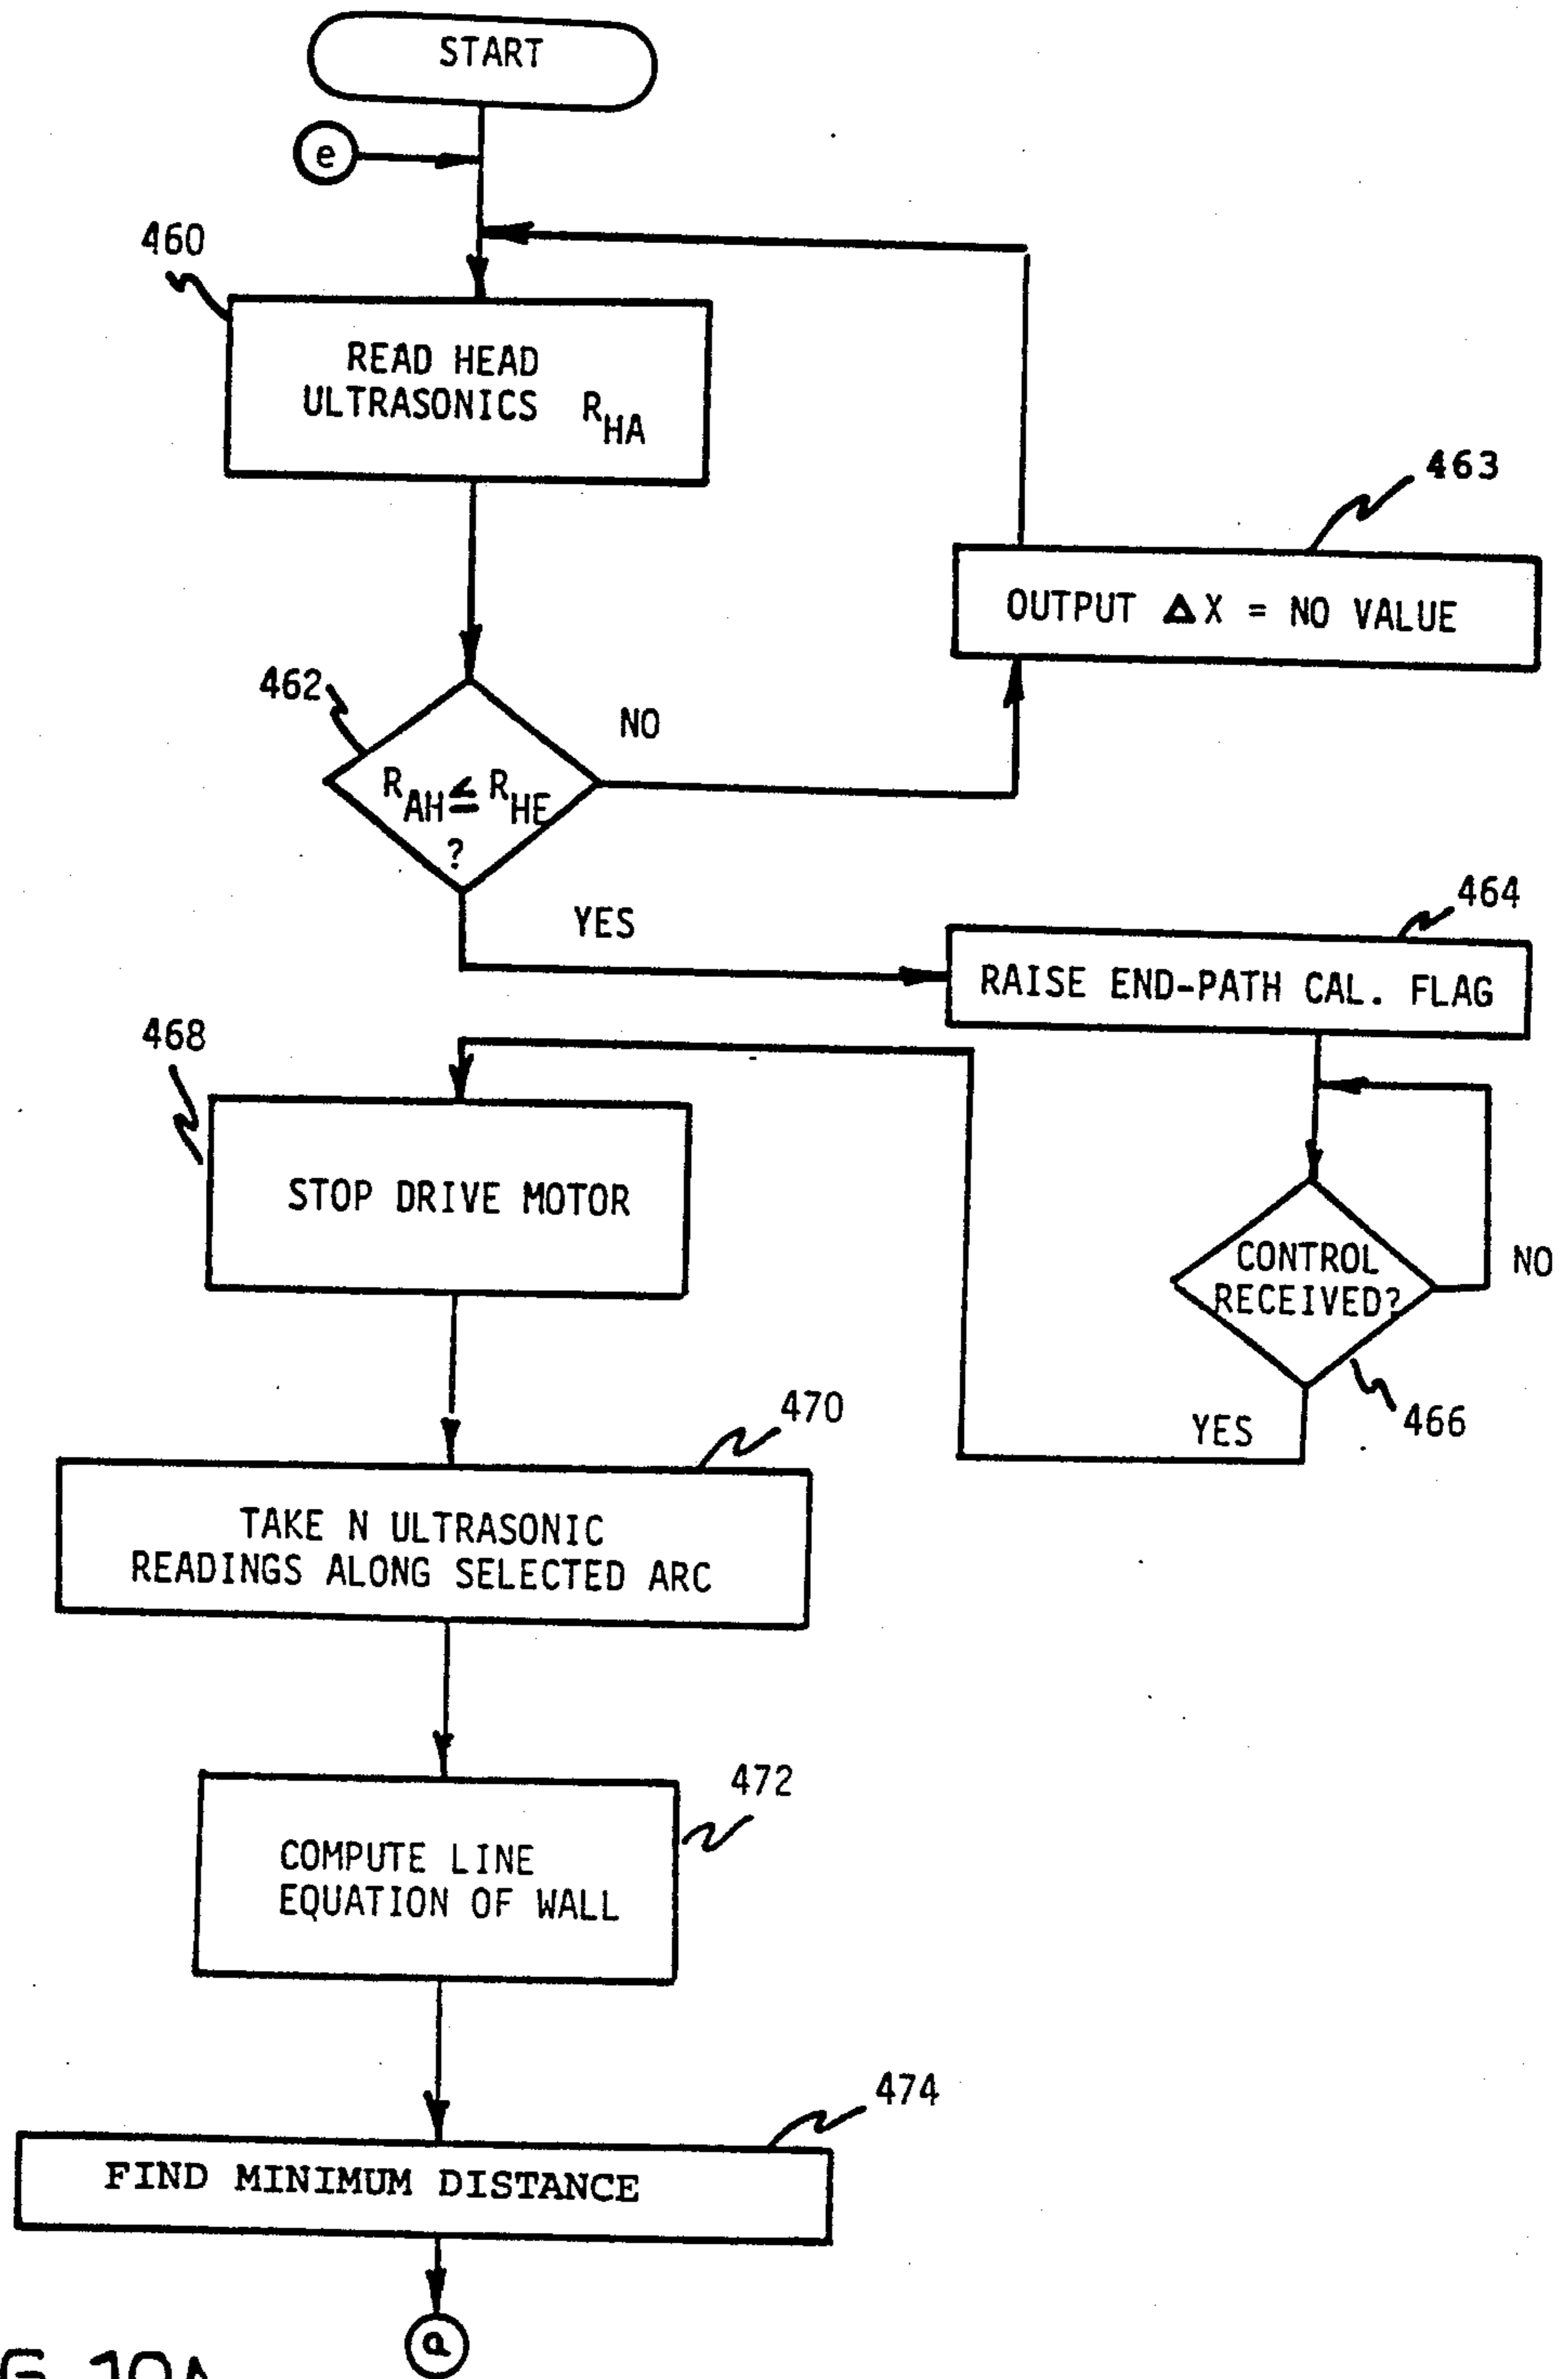 START
e
460
READ HEAD
ULTRASONICS R_HA
463
OUTPUT ΔX = NO VALUE
462
NO
R_AH ≤ R_HE
?
YES
464
RAISE END-PATH CAL. FLAG
468
STOP DRIVE MOTOR
CONTROL
RECEIVED?
NO
466
YES
470
TAKE N ULTRASONIC
READINGS ALONG SELECTED ARC
472
COMPUTE LINE
EQUATION OF WALL
474
FIND MINIMUM DISTANCE
a